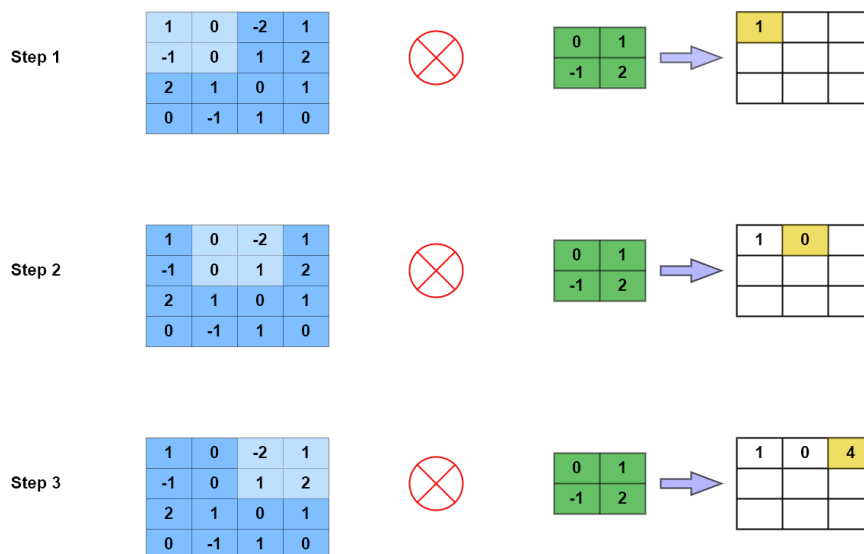 1 0 -2 1 0 1 1
Step 1 -1 0 1 2 -1 2
2 1 0 1
0 -1 1 0
1 0 -2 1 0 1 1 0
Step 2 -1 0 1 2 -1 2
2 1 0 1
0 -1 1 0
1 0 -2 1 0 1 1 0 4
Step 3 -1 0 1 2 -1 2
2 1 0 1
0 -1 1 0